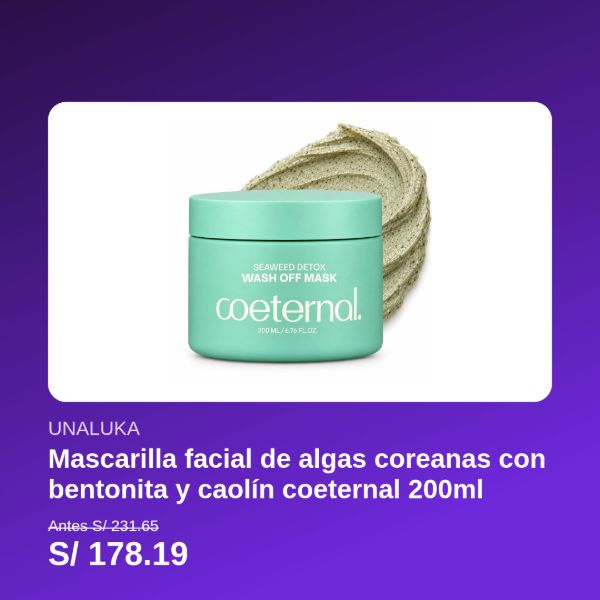 SEAWEED DETOX
WASH OFF MASK
coeternal.
200 ML / 6.76 FL.OZ.
UNALUKA
Mascarilla facial de algas coreanas con
bentonita y caolín coeternal 200ml
Antes S/ 231.65
S/ 178.19